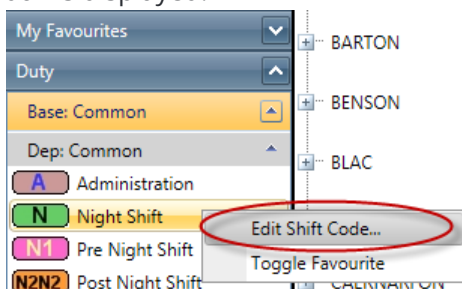 My Favourites
Duty
Base: Common
Dep: Common
A Administration
N Night Shift
N1 Pre Night Shift
N2N2 Post Night Shift
BARTON
BENSON
BLAC
Edit Shift Code...
Toggle Favourite
CAERNARFON